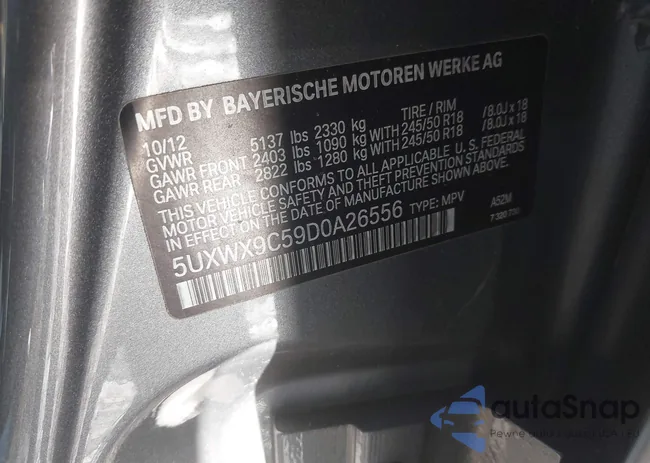 MFD BY BAYERISCHE MOTOREN WERKE AG
10/12 TIRE / RIM
GVWR 5137 lbs 2330 kg
GAWR FRONT 2403 lbs 1090 kg WITH 245/50 R18 /8.0J x 18
GAWR REAR 2822 lbs 1280 kg WITH 245/50 R18 /8.0J x 18
THIS VEHICLE CONFORMS TO ALL APPLICABLE U.S. FEDERAL
MOTOR VEHICLE SAFETY AND THEFT PREVENTION STANDARDS
IN EFFECT ON THE DATE OF MANUFACTURE SHOWN ABOVE.
5UXWX9C59D0A26556 TYPE: MPV A52M
autoSnap